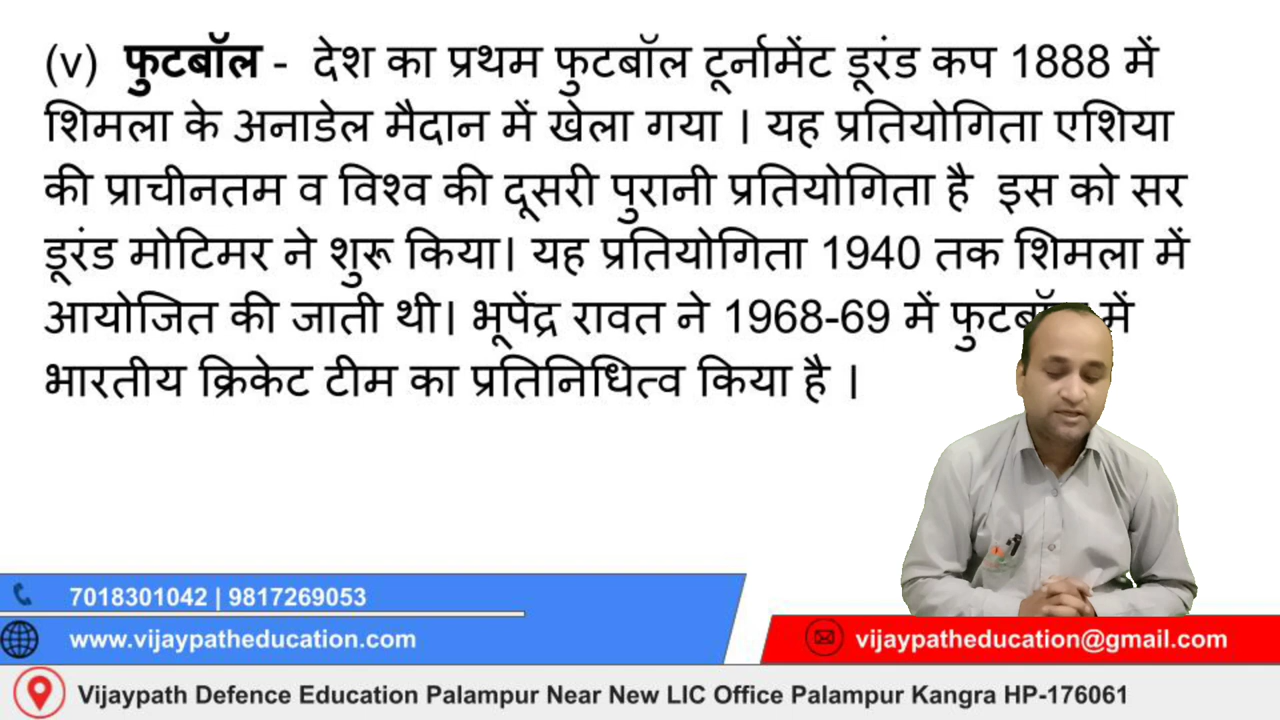 (v) फुटबॉल - देश का प्रथम फुटबॉल टूर्नामेंट डूरंड कप 1888 में
शिमला के अनाडेल मैदान में खेला गया । यह प्रतियोगिता एशिया
की प्राचीनतम व विश्व की दूसरी पुरानी प्रतियोगिता है इस को सर
डूरंड मोटिमर ने शुरू किया। यह प्रतियोगिता 1940 तक शिमला में
आयोजित की जाती थी। भूपेंद्र रावत ने 1968-69 में में
भारतीय क्रिकेट टीम का प्रतिनिधित्व किया है ।
7018301042 | 9817269053
www.vijaypatheducation.com
vijaypatheducation@gmail.com
Vijaypath Defence Education Palampur Near New LIC Office Palampur Kangra HP-176061